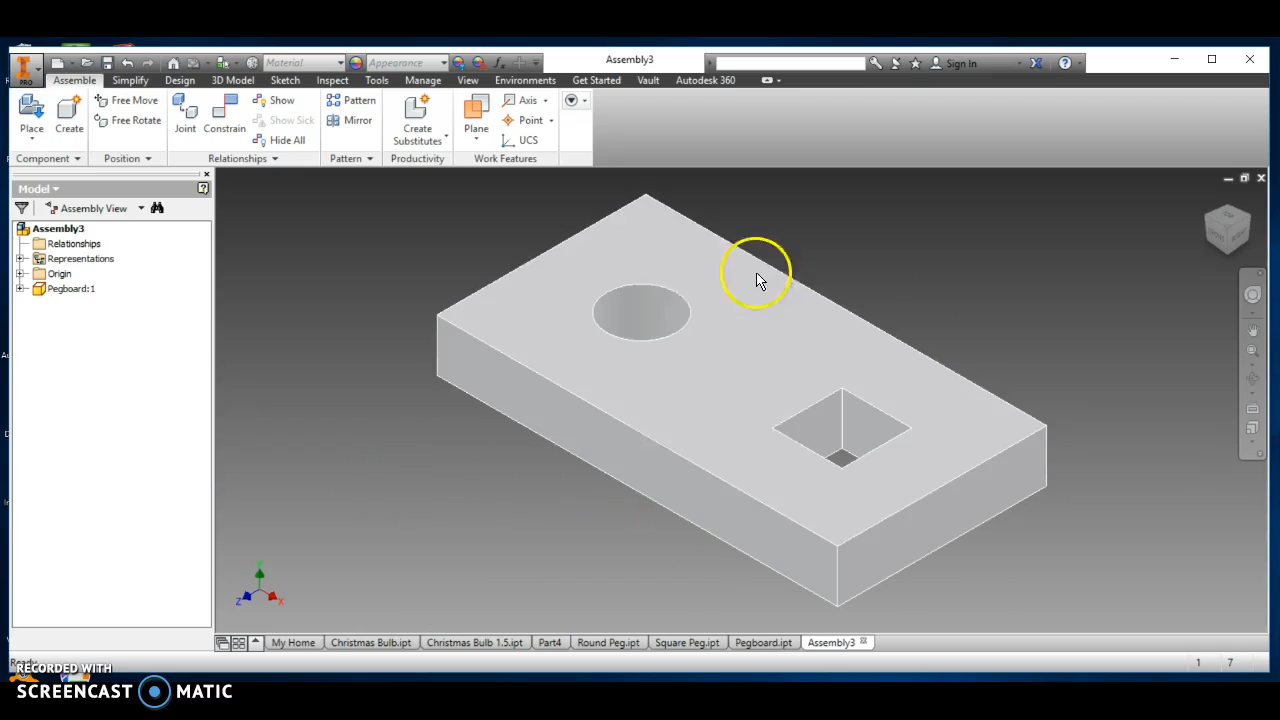 Assembly3
Material
Appearance
Sign In
PRO
Assemble Simplify Design 3D Model Sketch Inspect Tools Manage View Environments Get Started Vault Autodesk 360
Place
Create
Free Move
Free Rotate
Joint
Constrain
Show
Show Sick
Hide All
Pattern
Mirror
Create
Substitutes
Plane
Axis
Point
UCS
Component Position Relationships Pattern Productivity Work Features
Model
Assembly View
Assembly3
Relationships
Representations
Origin
Pegboard:1
Y
Z X
My Home Christmas Bulb.ipt Christmas Bulb 1.5.ipt Part4 Round Peg.ipt Square Peg.ipt Pegboard.ipt Assembly3
1 7
RECORDED WITH
SCREENCAST MATIC